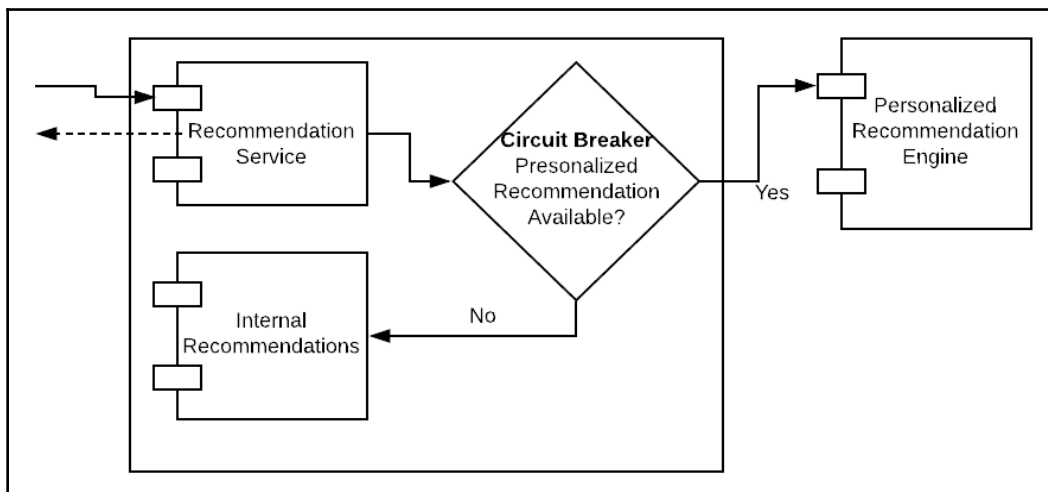 Recommendation
Service
Circuit Breaker
Presonalized
Recommendation
Available?
Yes
Personalized
Recommendation
Engine
Internal
Recommendations
No